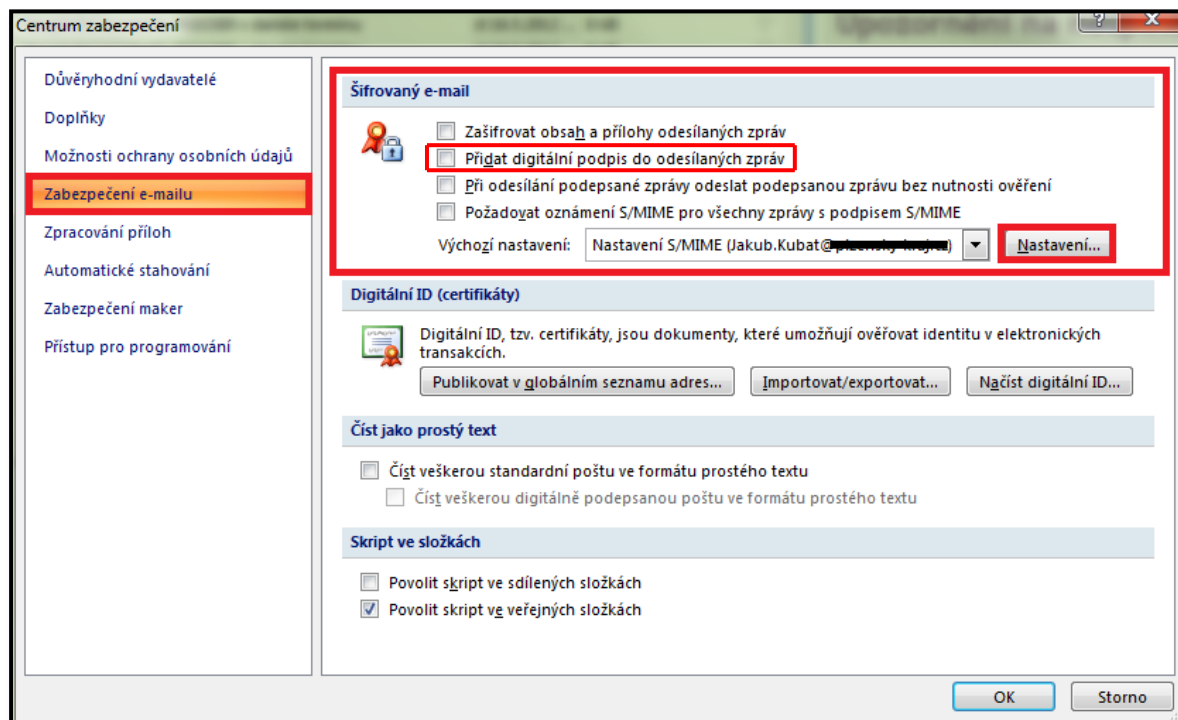 Centrum zabezpečení
Důvěryhodní vydavatelé
Doplňky
Možnosti ochrany osobních údajů
Zabezpečení e-mailu
Zpracování příloh
Automatické stahování
Zabezpečení maker
Přístup pro programování
Šifrovaný e-mail
Zašifrovat obsah a přílohy odesílaných zpráv
Přidat digitální podpis do odesílaných zpráv
Při odesílání podepsané zprávy odeslat podepsanou zprávu bez nutnosti ověření
Požadovat oznámení S/MIME pro všechny zprávy s podpisem S/MIME
Výchozí nastavení: Nastavení S/MIME (Jakub.Kubat@ ) Nastavení...
Digitální ID (certifikáty)
Digitální ID, tzv. certifikáty, jsou dokumenty, které umožňují ověřovat identitu v elektronických
transakcích.
Publikovat v globálním seznamu adres... Importovat/exportovat... Načíst digitální ID...
Číst jako prostý text
Číst veškerou standardní poštu ve formátu prostého textu
Číst veškerou digitálně podepsanou poštu ve formátu prostého textu
Skript ve složkách
Povolit skript ve sdílených složkách
Povolit skript ve veřejných složkách
OK Storno